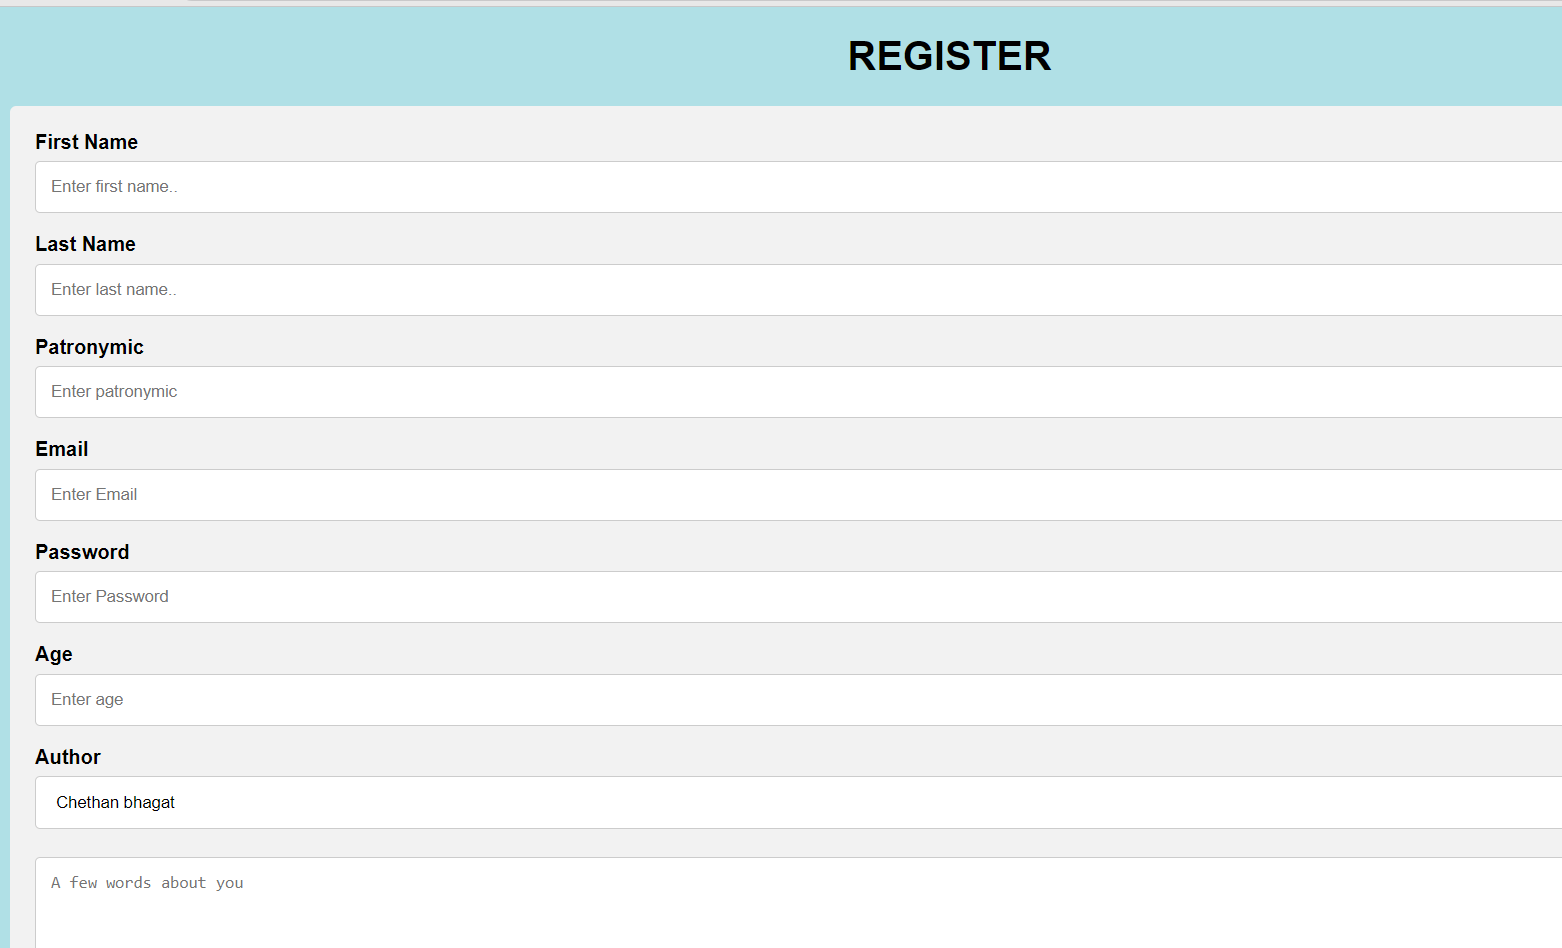 REGISTER
First Name
Enter first name..
Last Name
Enter last name..
Patronymic
Enter patronymic
Email
Enter Email
Password
Enter Password
Age
Enter age
Author
Chethan bhagat
A few words about you